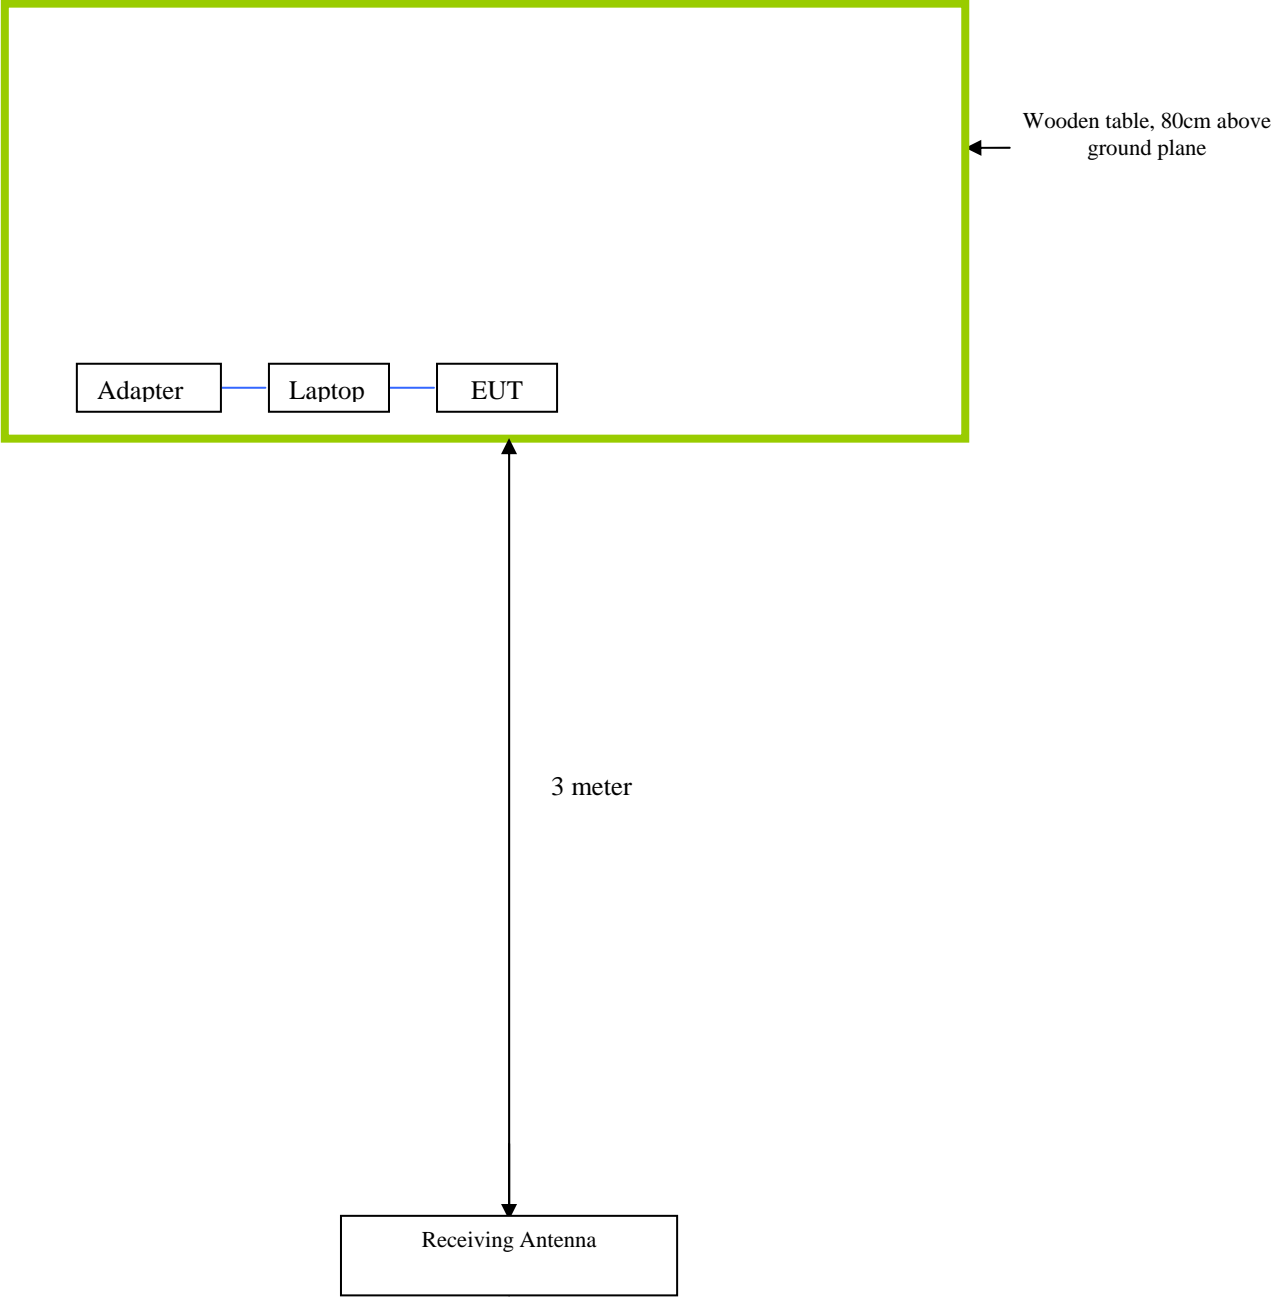 Wooden table, 80cm above
ground plane
Adapter
Laptop
EUT
3 meter
Receiving Antenna